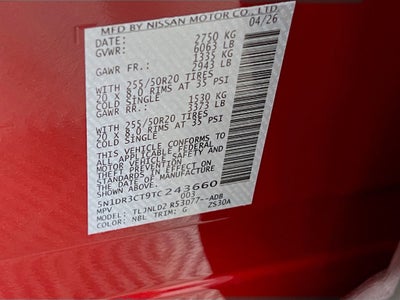 MFD BY NISSAN MOTOR CO., LTD.
DATE: 04/26
GVWR: 2750 KG
6063 LB
GAWR FR.: 1335 KG
2943 LB
WITH 255/50R20 TIRES
20 X 8.0 RIMS AT 35 PSI
COLD SINGLE
GAWR RR.: 1530 KG
3373 LB
WITH 255/50R20 TIRES
20 X 8.0 RIMS AT 35 PSI
COLD SINGLE
THIS VEHICLE CONFORMS TO
ALL APPLICABLE FEDERAL
MOTOR VEHICLE SAFETY AND
THEFT PREVENTION
STANDARDS IN EFFECT ON
THE DATE OF MANUFACTURE
SHOWN ABOVE.
5N1DR3CT9TC243660
MPV 003
MODEL: TLJNLD2 R53D77--ADB
COLOR: NBL TRIM: G ZS30A